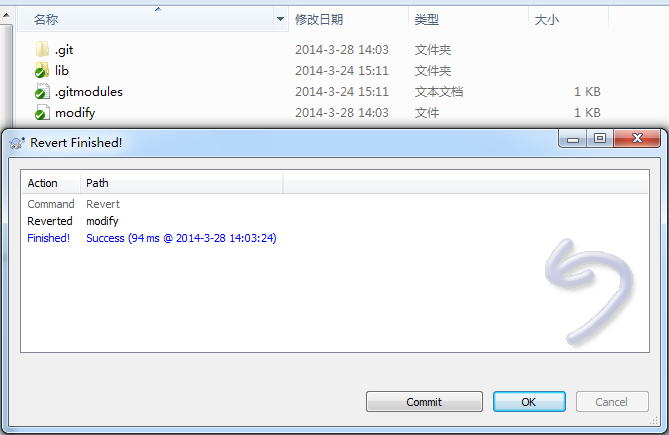 名称 修改日期 类型 大小
.git 2014-3-28 14:03 文件夹
lib 2014-3-24 15:11 文件夹
.gitmodules 2014-3-24 15:11 文本文档 1 KB
modify 2014-3-28 14:03 文件 1 KB
Revert Finished!
Action Path
Command Revert
Reverted modify
Finished! Success (94 ms @ 2014-3-28 14:03:24)
Commit OK Cancel